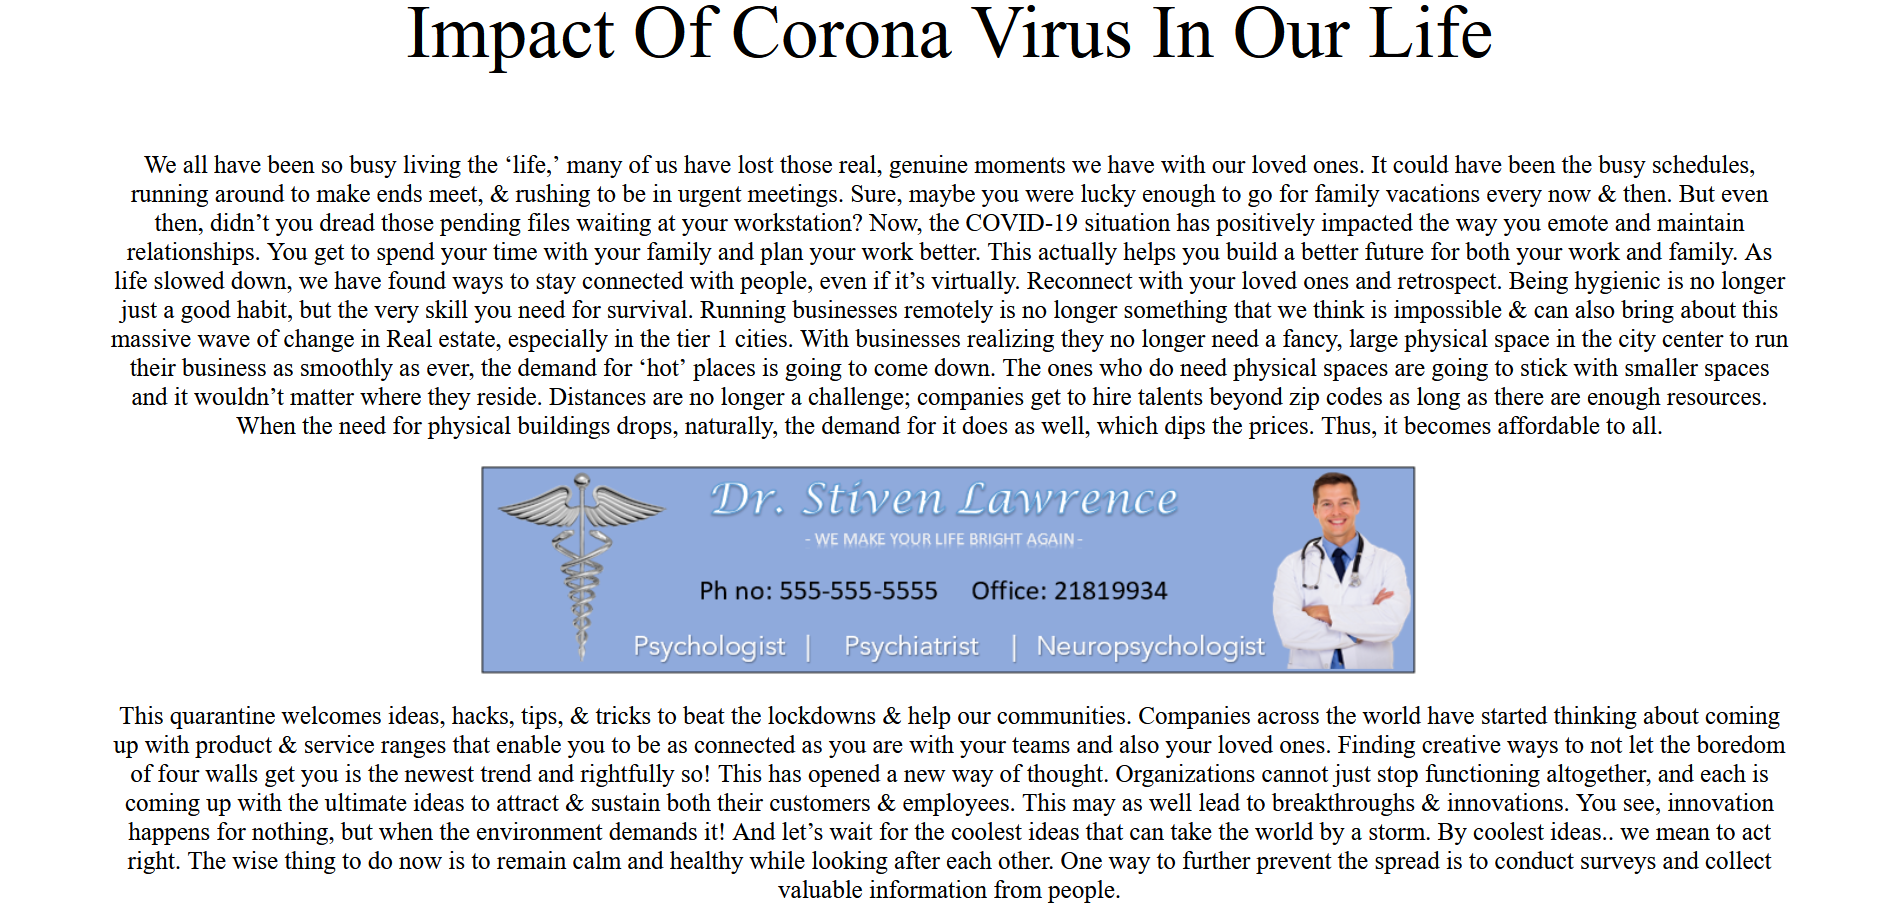 Impact Of Corona Virus In Our Life
We all have been so busy living the ‘life,’ many of us have lost those real, genuine moments we have with our loved ones. It could have been the busy schedules,
running around to make ends meet, & rushing to be in urgent meetings. Sure, maybe you were lucky enough to go for family vacations every now & then. But even
then, didn’t you dread those pending files waiting at your workstation? Now, the COVID-19 situation has positively impacted the way you emote and maintain
relationships. You get to spend your time with your family and plan your work better. This actually helps you build a better future for both your work and family. As
life slowed down, we have found ways to stay connected with people, even if it’s virtually. Reconnect with your loved ones and retrospect. Being hygienic is no longer
just a good habit, but the very skill you need for survival. Running businesses remotely is no longer something that we think is impossible & can also bring about this
massive wave of change in Real estate, especially in the tier 1 cities. With businesses realizing they no longer need a fancy, large physical space in the city center to run
their business as smoothly as ever, the demand for ‘hot’ places is going to come down. The ones who do need physical spaces are going to stick with smaller spaces
and it wouldn’t matter where they reside. Distances are no longer a challenge; companies get to hire talents beyond zip codes as long as there are enough resources.
When the need for physical buildings drops, naturally, the demand for it does as well, which dips the prices. Thus, it becomes affordable to all.
Dr. Stiven Lawrence
- WE MAKE YOUR LIFE BRIGHT AGAIN -
Ph no: 555-555-5555 Office: 21819934
Psychologist | Psychiatrist | Neuropsychologist
This quarantine welcomes ideas, hacks, tips, & tricks to beat the lockdowns & help our communities. Companies across the world have started thinking about coming
up with product & service ranges that enable you to be as connected as you are with your teams and also your loved ones. Finding creative ways to not let the boredom
of four walls get you is the newest trend and rightfully so! This has opened a new way of thought. Organizations cannot just stop functioning altogether, and each is
coming up with the ultimate ideas to attract & sustain both their customers & employees. This may as well lead to breakthroughs & innovations. You see, innovation
happens for nothing, but when the environment demands it! And let’s wait for the coolest ideas that can take the world by a storm. By coolest ideas.. we mean to act
right. The wise thing to do now is to remain calm and healthy while looking after each other. One way to further prevent the spread is to conduct surveys and collect
valuable information from people.